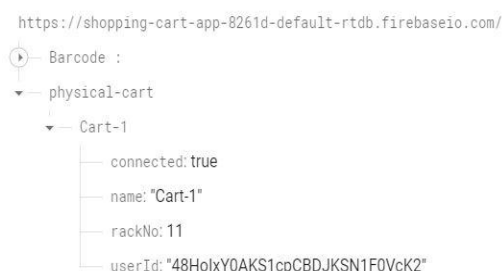 https://shopping-cart-app-8261d-default-rtdb.firebaseio.com/
Barcode :
physical-cart
Cart-1
connected: true
name: "Cart-1"
rackNo: 11
userId: "48HoIxY0AKS1cpCBDJKSN1F0VcK2"